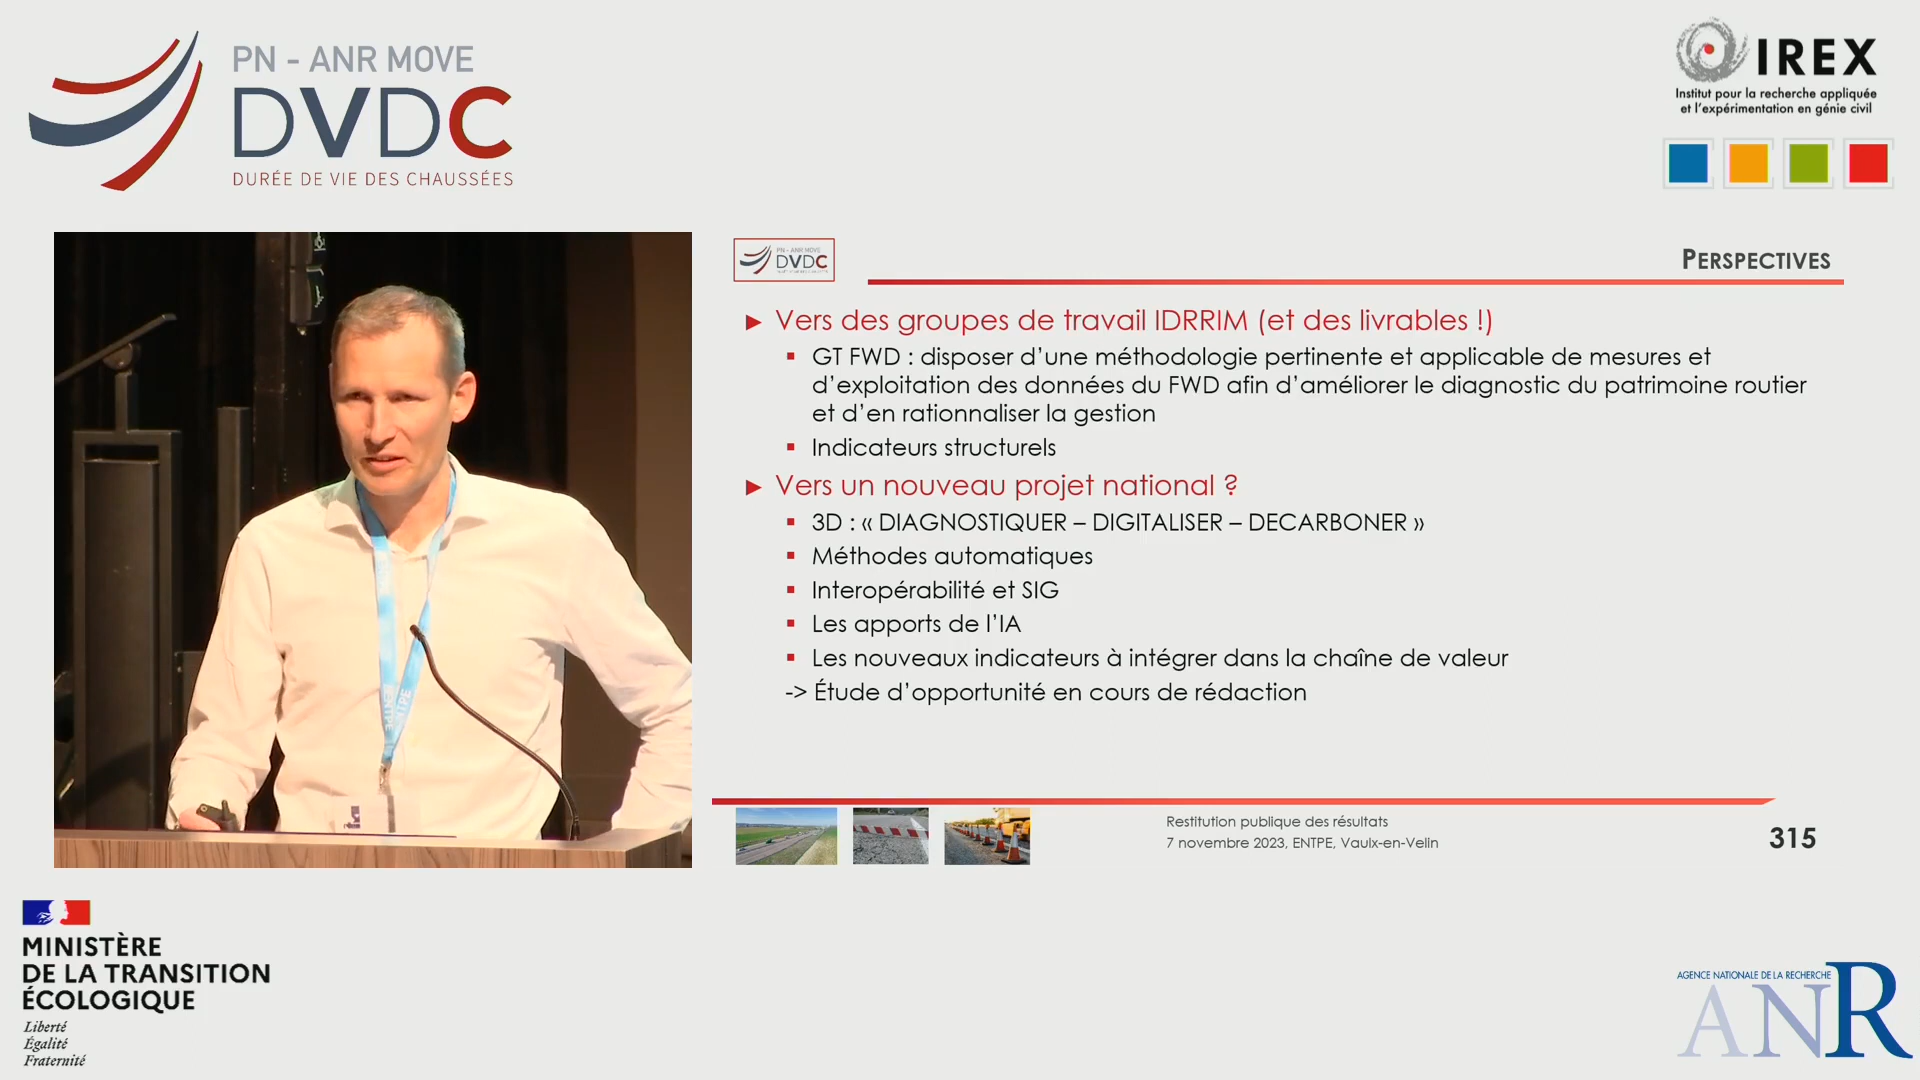 PN - ANR MOVE
DVDC
DURÉE DE VIE DES CHAUSSÉES
IREX
Institut pour la recherche appliquée
et l'expérimentation en génie civil
PN - ANR MOVE
DVDC
PERSPECTIVES
► Vers des groupes de travail IDRRIM (et des livrables !)
▪ GT FWD : disposer d'une méthodologie pertinente et applicable de mesures et
d'exploitation des données du FWD afin d'améliorer le diagnostic du patrimoine routier
et d'en rationnaliser la gestion
▪ Indicateurs structurels
► Vers un nouveau projet national ?
▪ 3D : « DIAGNOSTIQUER – DIGITALISER – DECARBONER »
▪ Méthodes automatiques
▪ Interopérabilité et SIG
▪ Les apports de l'IA
▪ Les nouveaux indicateurs à intégrer dans la chaîne de valeur
-> Étude d'opportunité en cours de rédaction
Restitution publique des résultats
7 novembre 2023, ENTPE, Vaulx-en-Velin
315
ENTPE
MINISTÈRE
DE LA TRANSITION
ÉCOLOGIQUE
Liberté
Égalité
Fraternité
AGENCE NATIONALE DE LA RECHERCHE
ANR